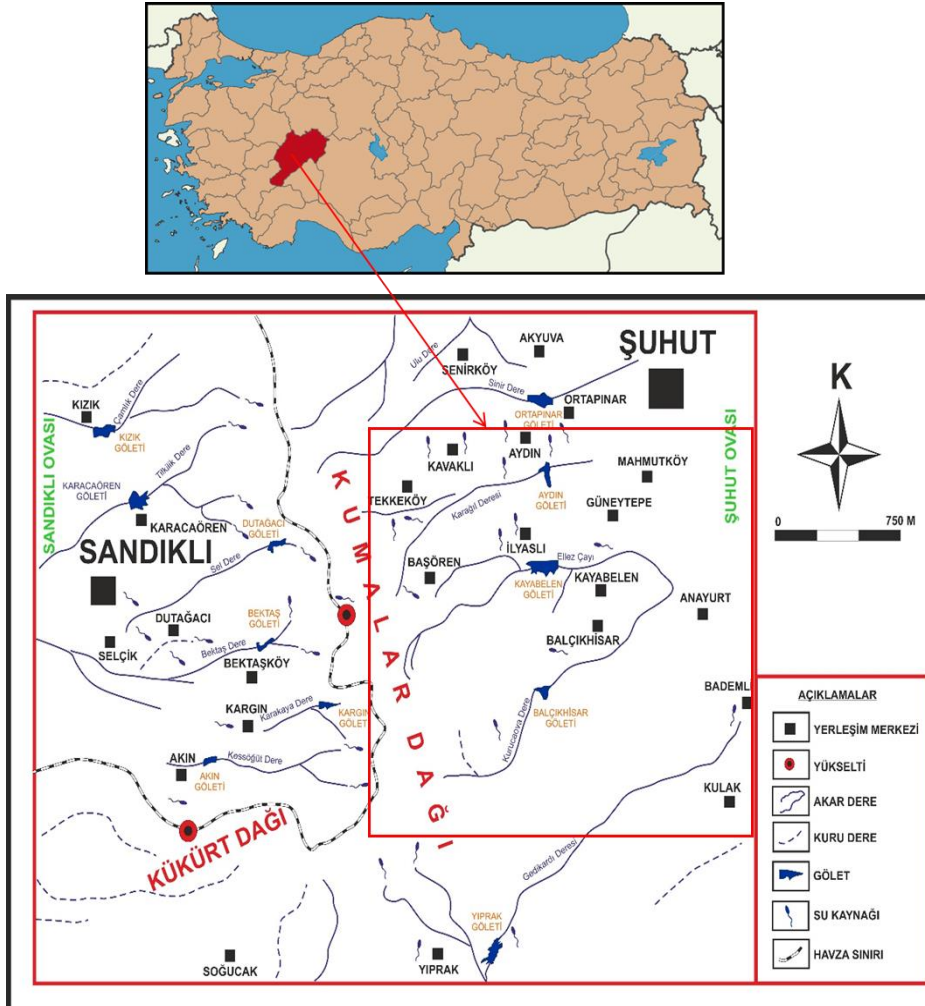 AKYUVA
ŞUHUT
Ulu Dere
SENİRKÖY
Sinir Dere
ORTAPINAR
ORTAPINAR
GÖLETİ
K
KIZIK
Çamlık Dere
KIZIK
GÖLETİ
SANDIKLI OVASI
ŞUHUT OVASI
AYDIN
KAVAKLI
MAHMUTKÖY
Titkilik Dere
KARACAÖREN
GÖLETİ
KARACAÖREN
TEKKEKÖY
Karağıl Deresi
AYDIN
GÖLETİ
GÜNEYTEPE
0 750 M
DUTAĞACI
GÖLETİ
İLYASLI
Ellez Çayı
SANDIKLI
Sel Dere
BAŞÖREN
KAYABELEN
GÖLETİ
KAYABELEN
ANAYURT
KUMALAR DAĞI
DUTAĞACI
BEKTAŞ
GÖLETİ
SELÇİK
Bektaş Dere
BEKTAŞKÖY
BALÇIKHİSAR
BADEMLİ
KARGIN
Karakaya Dere
KARGIN
GÖLETİ
Kurucaova Dere
BALÇIKHİSAR
GÖLETİ
AKIN
Kessöğüt Dere
AKIN
GÖLETİ
KULAK
KÜKÜRT DAĞI
Gedikardı Deresi
YIPRAK
GÖLETİ
SOĞUCAK
YIPRAK
AÇIKLAMALAR
YERLEŞİM MERKEZİ
YÜKSELTİ
AKAR DERE
KURU DERE
GÖLET
SU KAYNAĞI
HAVZA SINIRI